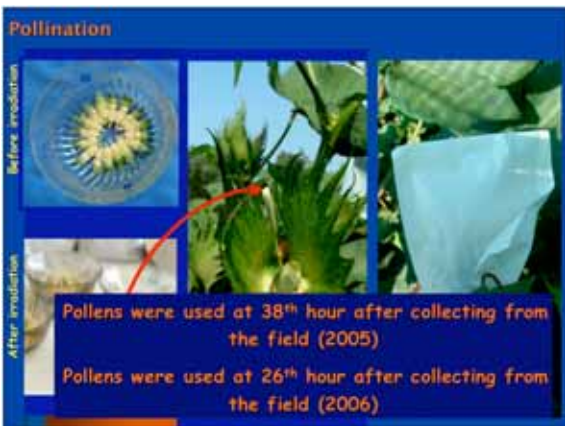 Pollination
Before irradiation
After irradiation
Pollens were used at 38th hour after collecting from
the field (2005)
Pollens were used at 26th hour after collecting from
the field (2006)